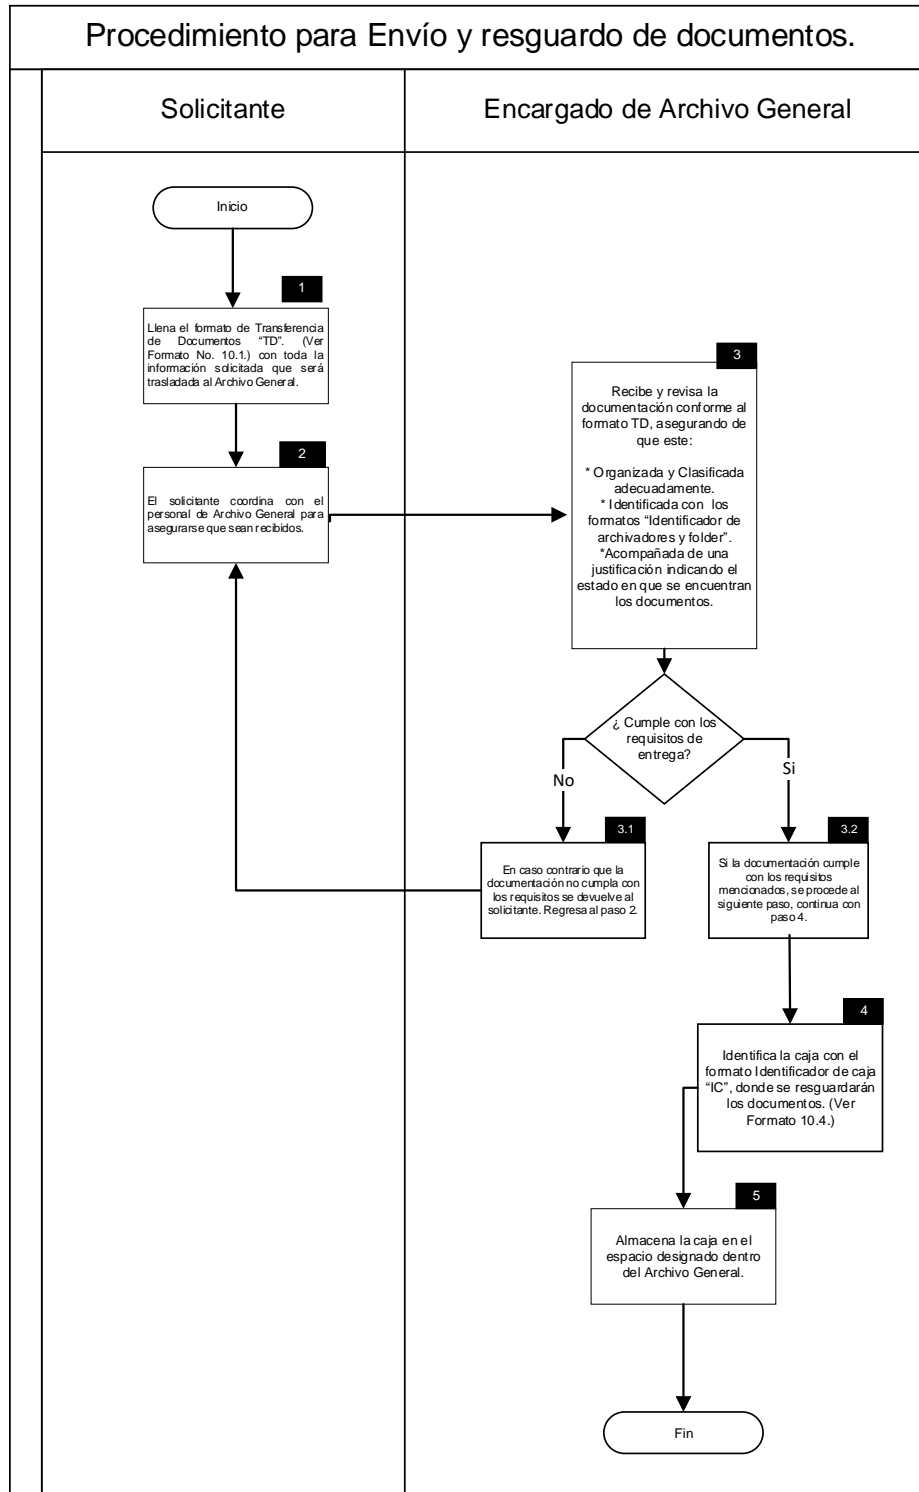 Procedimiento para Envío y resguardo de documentos.
Solicitante
Encargado de Archivo General
Inicio
1
Llena el formato de Transferencia
de Documentos “TD”. (Ver
Formato No. 10.1.) con toda la
información solicitada que será
trasladada al Archivo General.
2
El solicitante coordina con el
personal de Archivo General para
asegurarse que sean recibidos.
3
Recibe y revisa la
documentación conforme al
formato TD, asegurando de
que este:
* Organizada y Clasificada
adecuadamente.
* Identificada con los
formatos “Identificador de
archivadores y folder”.
*Acompañada de una
justificación indicando el
estado en que se encuentran
los documentos.
¿ Cumple con los
requisitos de
entrega?
No
Si
3.1
En caso contrario que la
documentación no cumpla con
los requisitos se devuelve al
solicitante. Regresa al paso 2.
3.2
Si la documentación cumple
con los requisitos
mencionados, se procede al
siguiente paso, continua con
paso 4.
4
Identifica la caja con el
formato Identificador de caja
“IC”, donde se resguardarán
los documentos. (Ver
Formato 10.4.)
5
Almacena la caja en el
espacio designado dentro
del Archivo General.
Fin